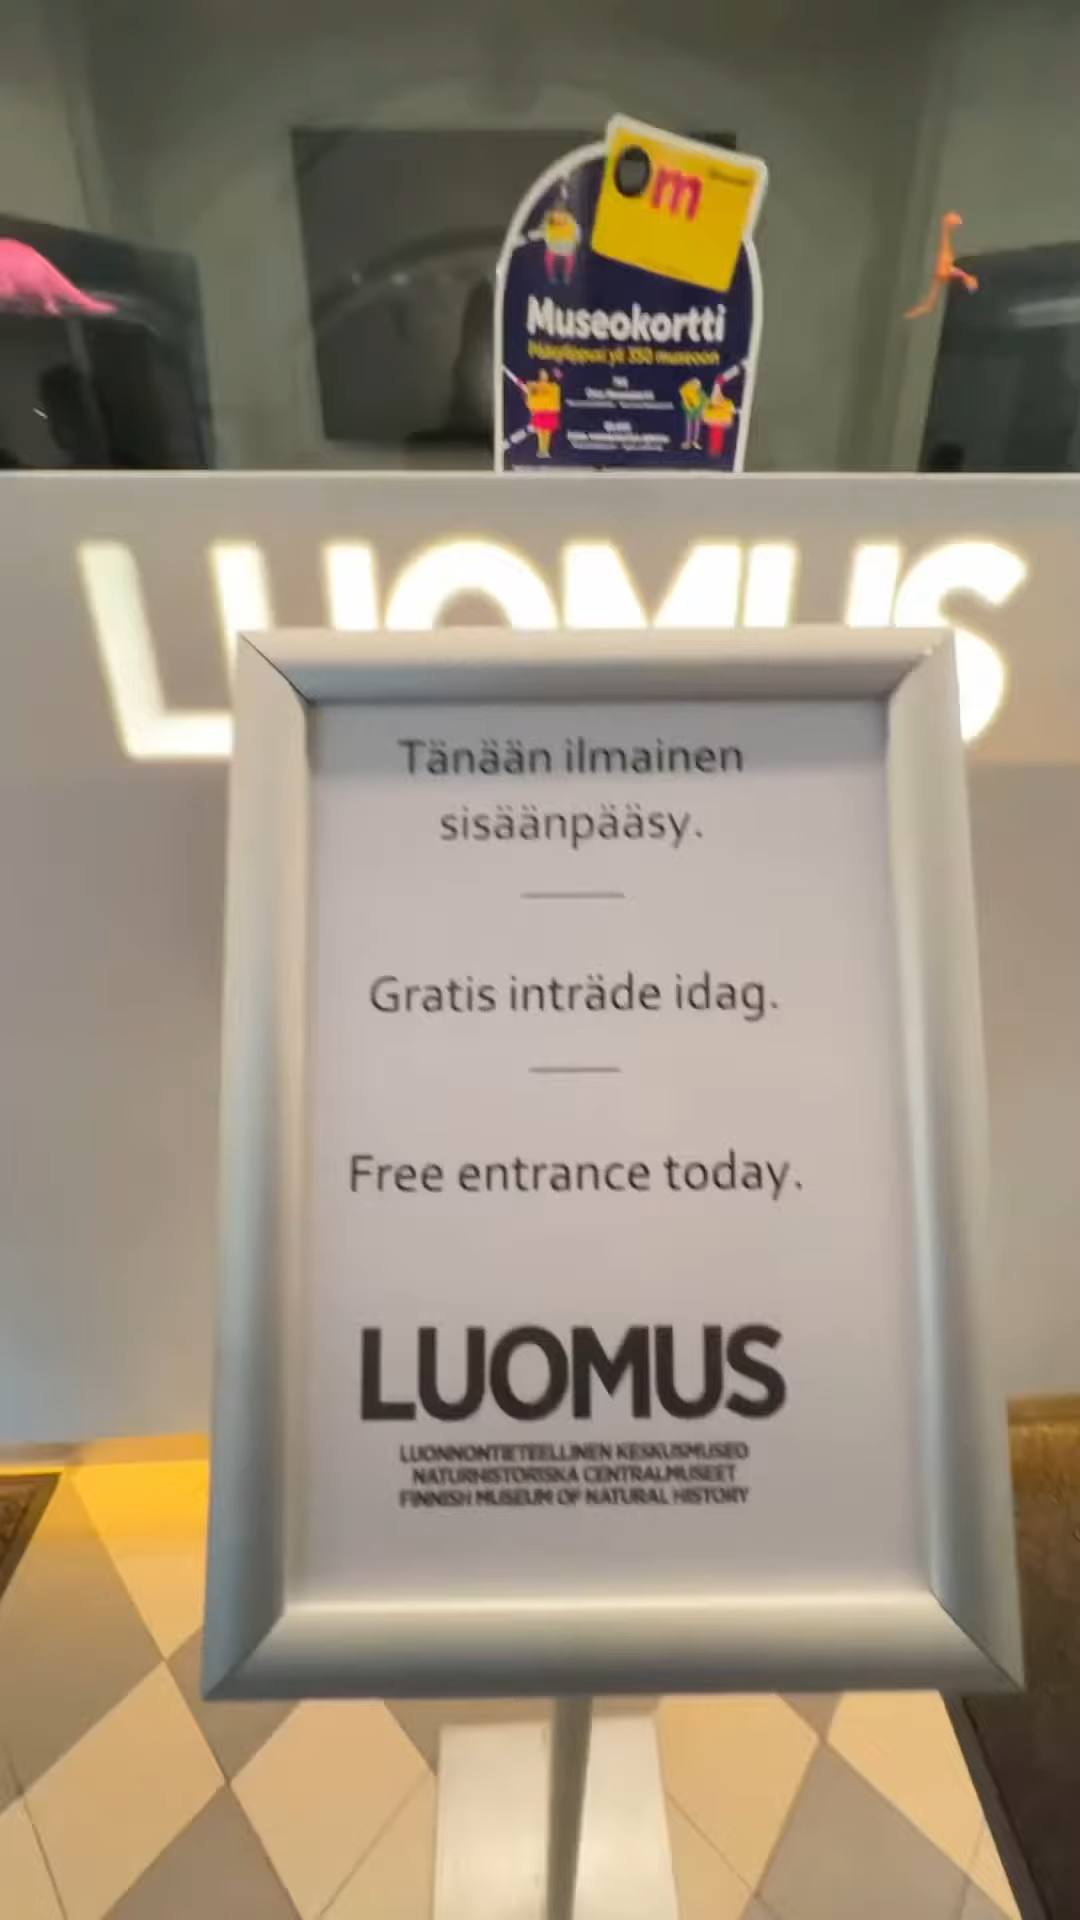 m
Museokortti
LUOMUS
Tänään ilmainen
sisäänpääsy.
Gratis inträde idag.
Free entrance today.
LUOMUS
LUONNONTIETEELLINEN KESKUSMUSEO
NATURHISTORISKA CENTRALMUSEET
FINNISH MUSEUM OF NATURAL HISTORY